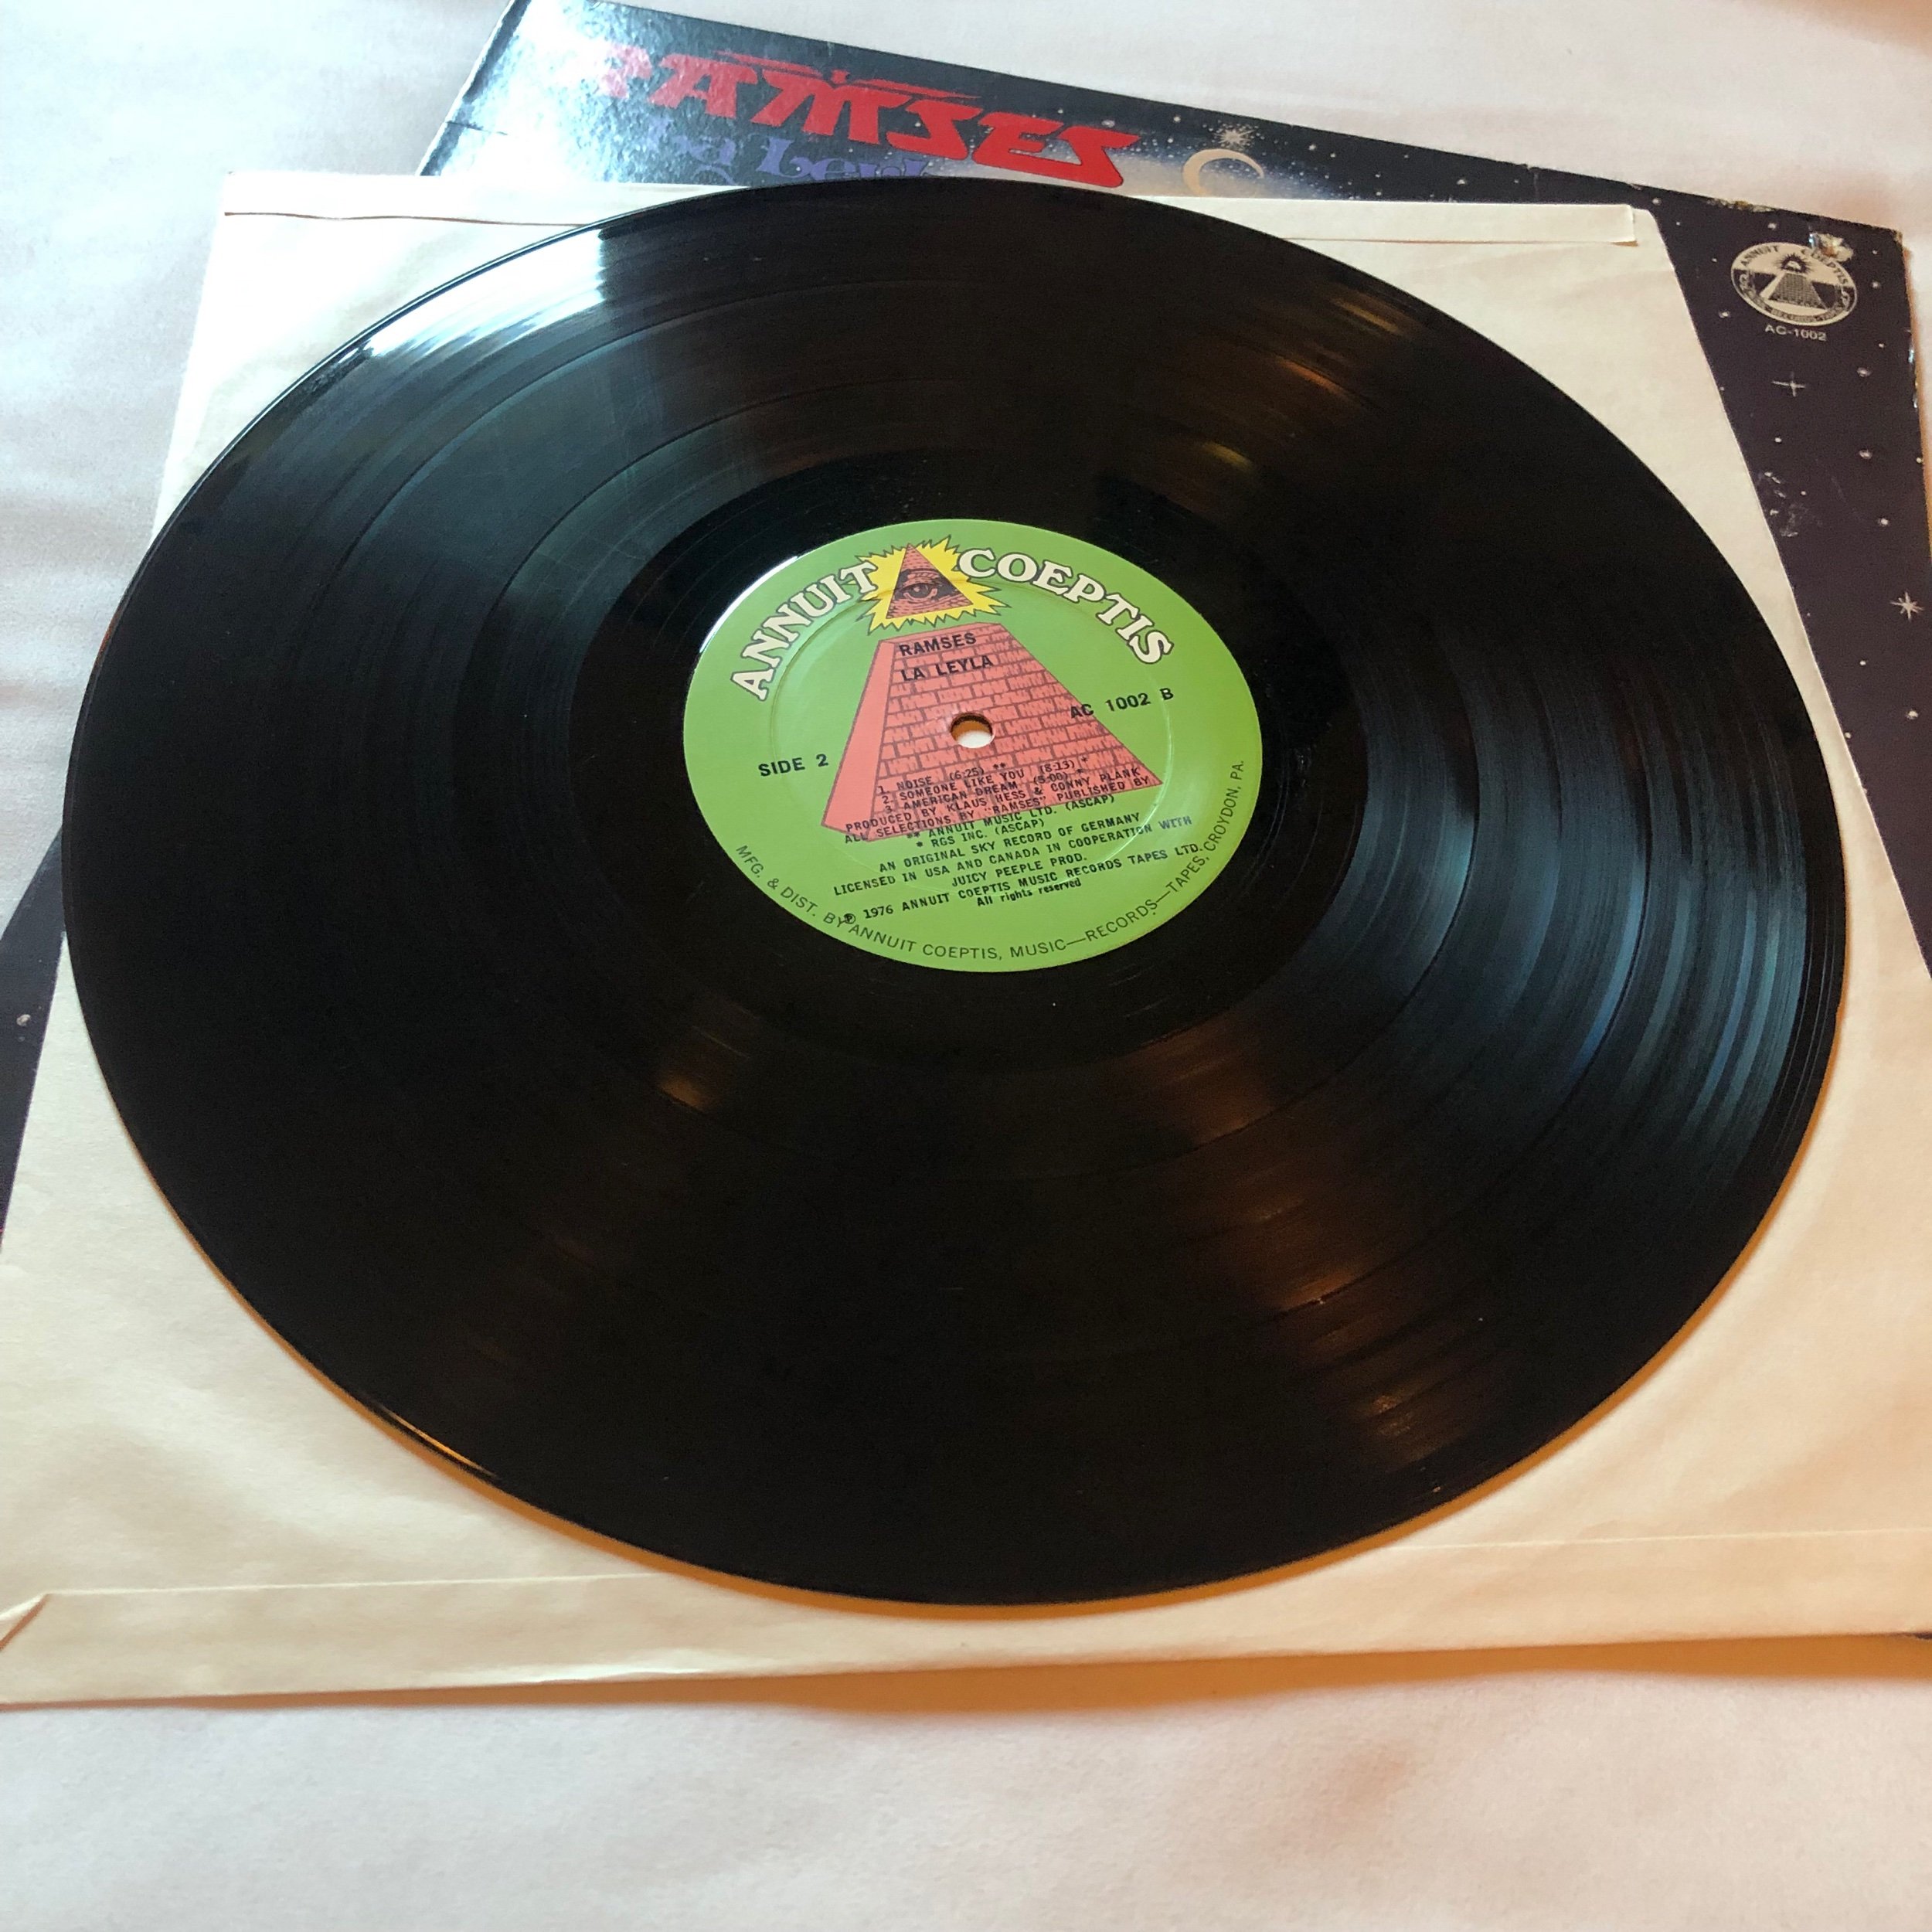 RAMSES
La Leyl
ANNUIT COEPTIS
AC-1002
ANNUIT COEPTIS
RAMSES
LA LEYLA
AC 1002 B
SIDE 2
1. NOISE (6:25) **
2. SOMEONE LIKE YOU (8:13) *
3. AMERICAN DREAM (5:00) *
PRODUCED BY KLAUS HESS & CONNY PLANK
ALL SELECTIONS BY "RAMSES" PUBLISHED BY
** ANNUIT MUSIC LTD. (ASCAP)
* RGS INC. (ASCAP)
AN ORIGINAL SKY RECORD OF GERMANY
LICENSED IN USA AND CANADA IN COOPERATION WITH
JUICY PEEPLE PROD.
℗ 1976 ANNUIT COEPTIS MUSIC RECORDS TAPES LTD.
All rights reserved
MFG. & DIST. BY ANNUIT COEPTIS, MUSIC—RECORDS—TAPES, CROYDON, PA.